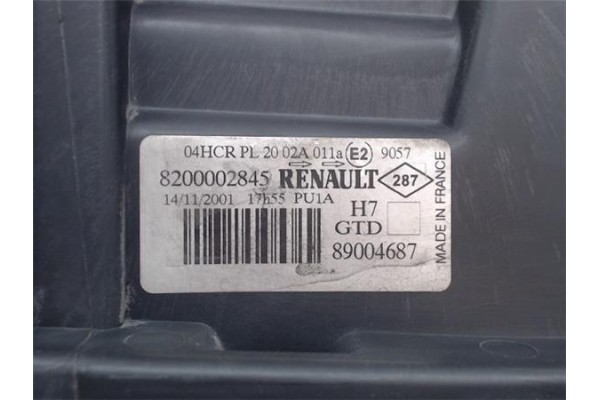 04HCR PL 20 02A 011a E2 9057
8200002845 RENAULT 287
14/11/2001 17h55 PU1A
H7
GTD
89004687
MADE IN FRANCE